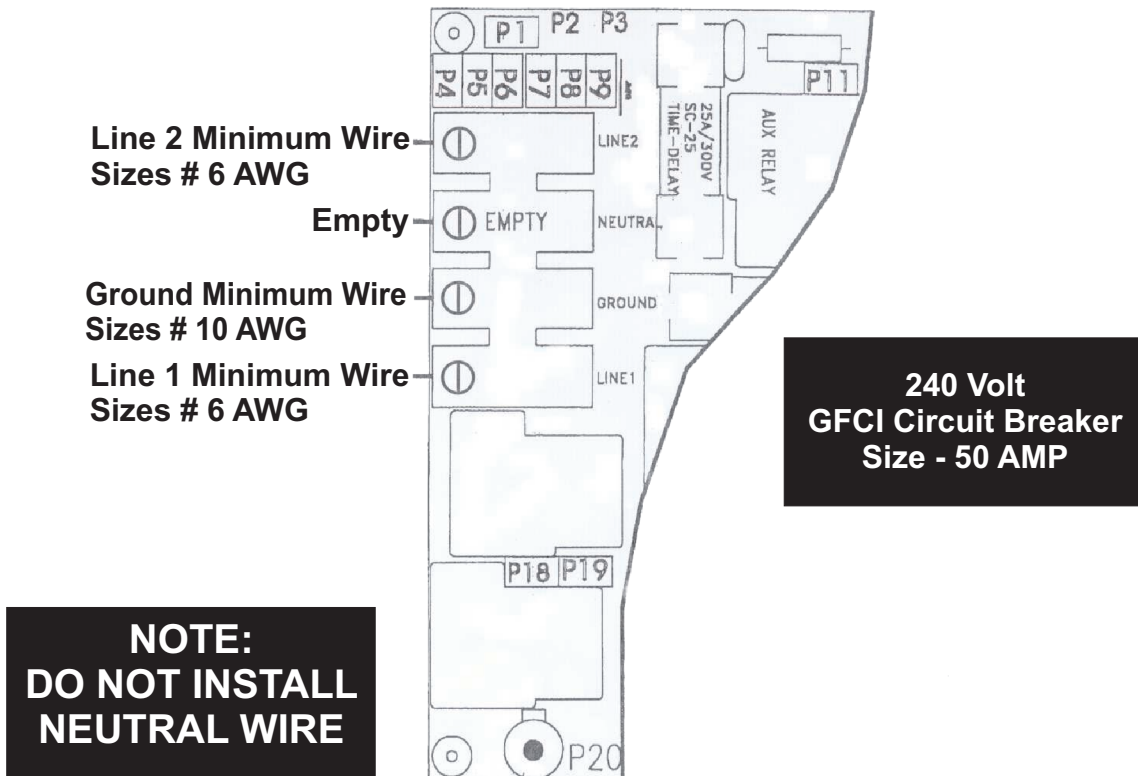 P1 P2 P3
P4 P5 P6 P7 P8 P9
P11
25A/300V
SC-25
TIME-DELAY
AUX RELAY
Line 2 Minimum Wire
Sizes # 6 AWG
LINE2
Empty
EMPTY
NEUTRAL
Ground Minimum Wire
Sizes # 10 AWG
GROUND
Line 1 Minimum Wire
Sizes # 6 AWG
LINE1
240 Volt
GFCI Circuit Breaker
Size - 50 AMP
P18 P19
NOTE:
DO NOT INSTALL
NEUTRAL WIRE
P20